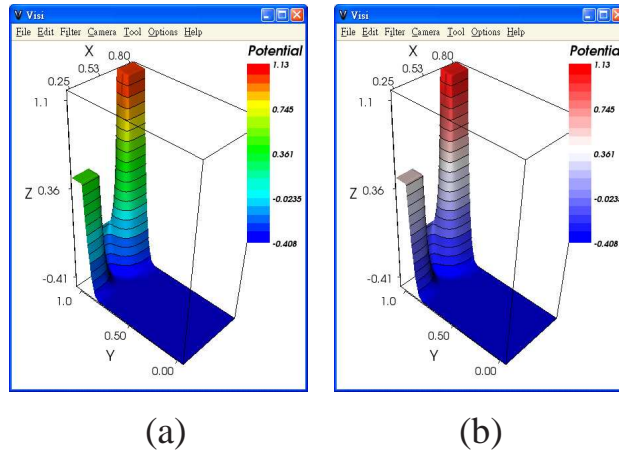 Visi
File Edit Filter Camera Tool Options Help
X
0.80
0.53
0.25
1.1
Z
0.36
-0.41
1.0
0.50
Y
0.00
Potential
1.13
0.745
0.361
-0.0235
-0.408
(a)
Visi
File Edit Filter Camera Tool Options Help
X
0.80
0.53
0.25
1.1
Z
0.36
-0.41
1.0
0.50
Y
0.00
Potential
1.13
0.745
0.361
-0.0235
-0.408
(b)